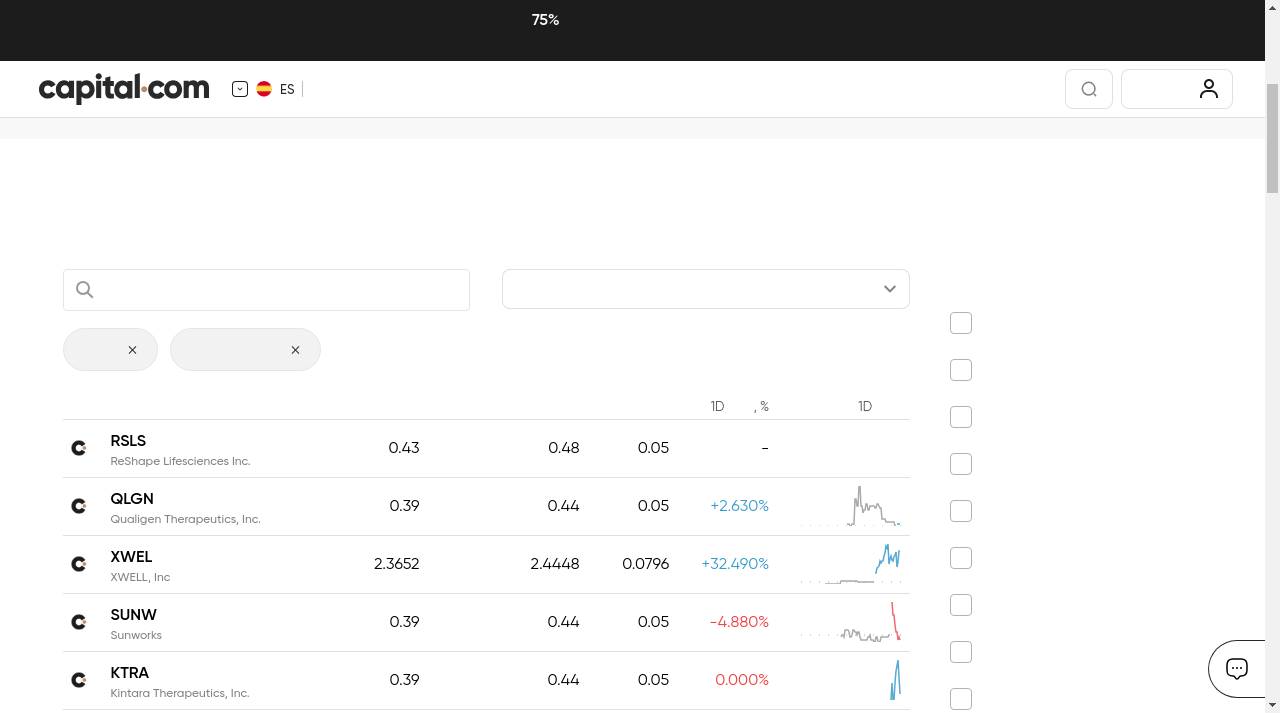 75%
capital.com
ES
1D , % 1D
RSLS
ReShape Lifesciences Inc.
0.43 0.48 0.05 -
QLGN
Qualigen Therapeutics, Inc.
0.39 0.44 0.05 +2.630%
XWEL
XWELL, Inc
2.3652 2.4448 0.0796 +32.490%
SUNW
Sunworks
0.39 0.44 0.05 -4.880%
KTRA
Kintara Therapeutics, Inc.
0.39 0.44 0.05 0.000%